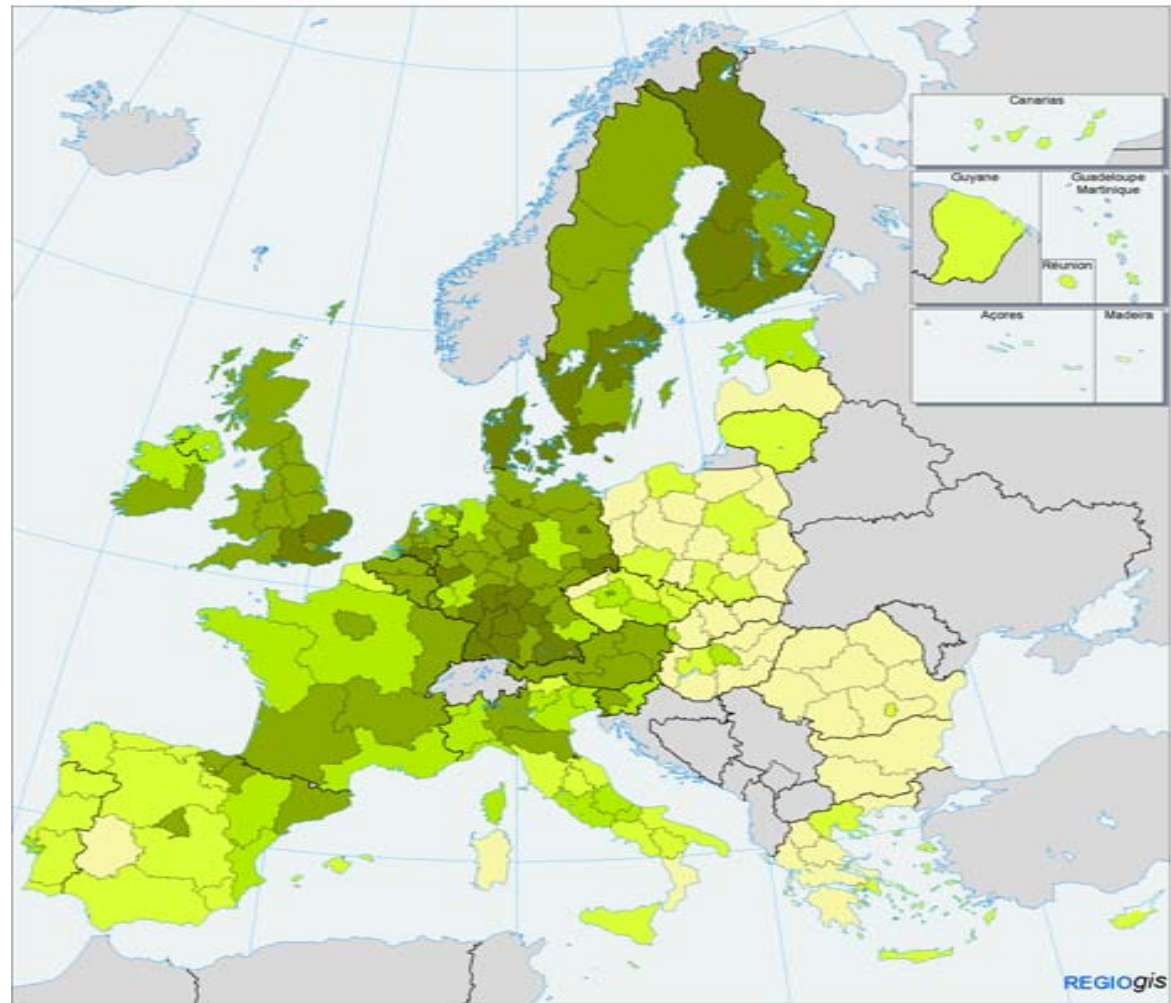 Canarias
Guyane
Guadeloupe
Martinique
Réunion
Açores
Madeira
REGIOgis